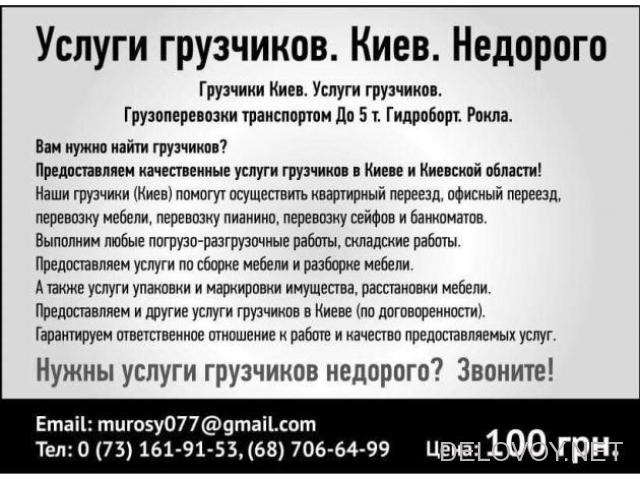 Услуги грузчиков. Киев. Недорого
Грузчики Киев. Услуги грузчиков.
Грузоперевозки транспортом До 5 т. Гидроборт. Рокла.
Вам нужно найти грузчиков?
Предоставляем качественные услуги грузчиков в Киеве и Киевской области!
Наши грузчики (Киев) помогут осуществить квартирный переезд, офисный переезд,
перевозку мебели, перевозку пианино, перевозку сейфов и банкоматов.
Выполним любые погрузо-разгрузочные работы, складские работы.
Предоставляем услуги по сборке мебели и разборке мебели.
А также услуги упаковки и маркировки имущества, расстановки мебели.
Предоставляем и другие услуги грузчиков в Киеве (по договоренности).
Гарантируем ответственное отношение к работе и качество предоставляемых услуг.
Нужны услуги грузчиков недорого? Звоните!
Email: murosy077@gmail.com
Тел: 0 (73) 161-91-53, (68) 706-64-99
Цена: 100 грн.
DELOVOY.NET